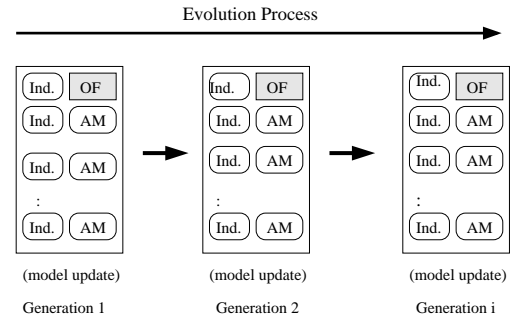 Evolution Process
Ind. OF Ind. OF Ind. OF
Ind. AM Ind. AM Ind. AM
Ind. AM Ind. AM Ind. AM
: : :
Ind. AM Ind. AM Ind. AM
(model update) (model update) (model update)
Generation 1 Generation 2 Generation i